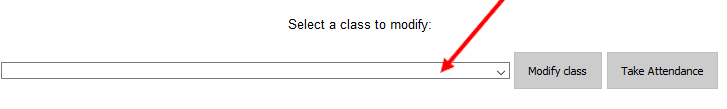 Select a class to modify:
Modify class Take Attendance